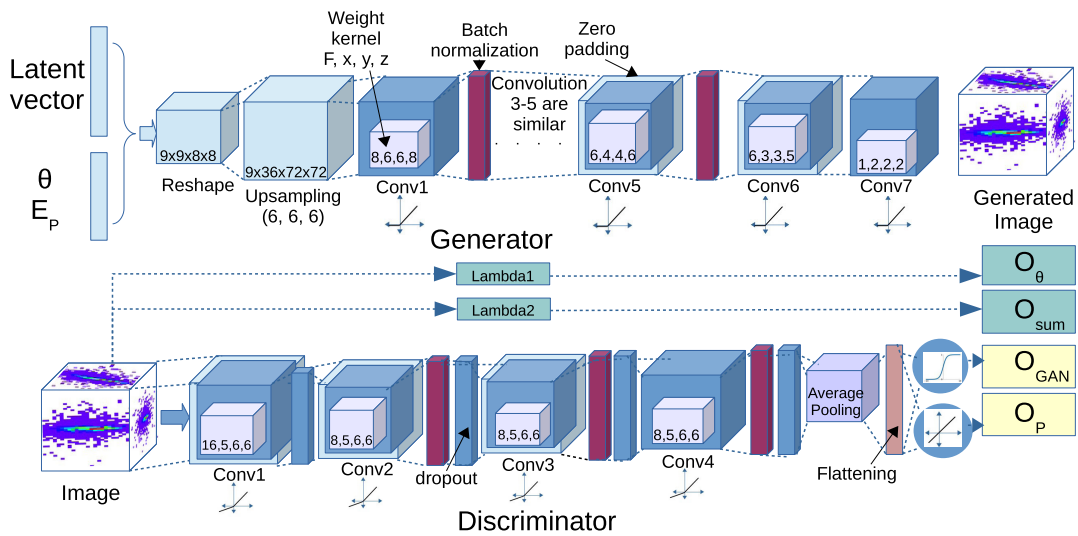 Latent
vector
θ
E_P
9x9x8x8
Reshape
9x36x72x72
Upsampling
(6, 6, 6)
Weight
kernel
F, x, y, z
8,6,6,8
Conv1
Batch
normalization
Convolution
3-5 are
similar
. . . .
Zero
padding
6,4,4,6
Conv5
6,3,3,5
Conv6
1,2,2,2
Conv7
Generated
Image
Generator
Lambda1
O_θ
Lambda2
O_sum
Image
16,5,6,6
Conv1
8,5,6,6
Conv2
dropout
8,5,6,6
Conv3
8,5,6,6
Conv4
Average
Pooling
Flattening
O_GAN
O_P
Discriminator